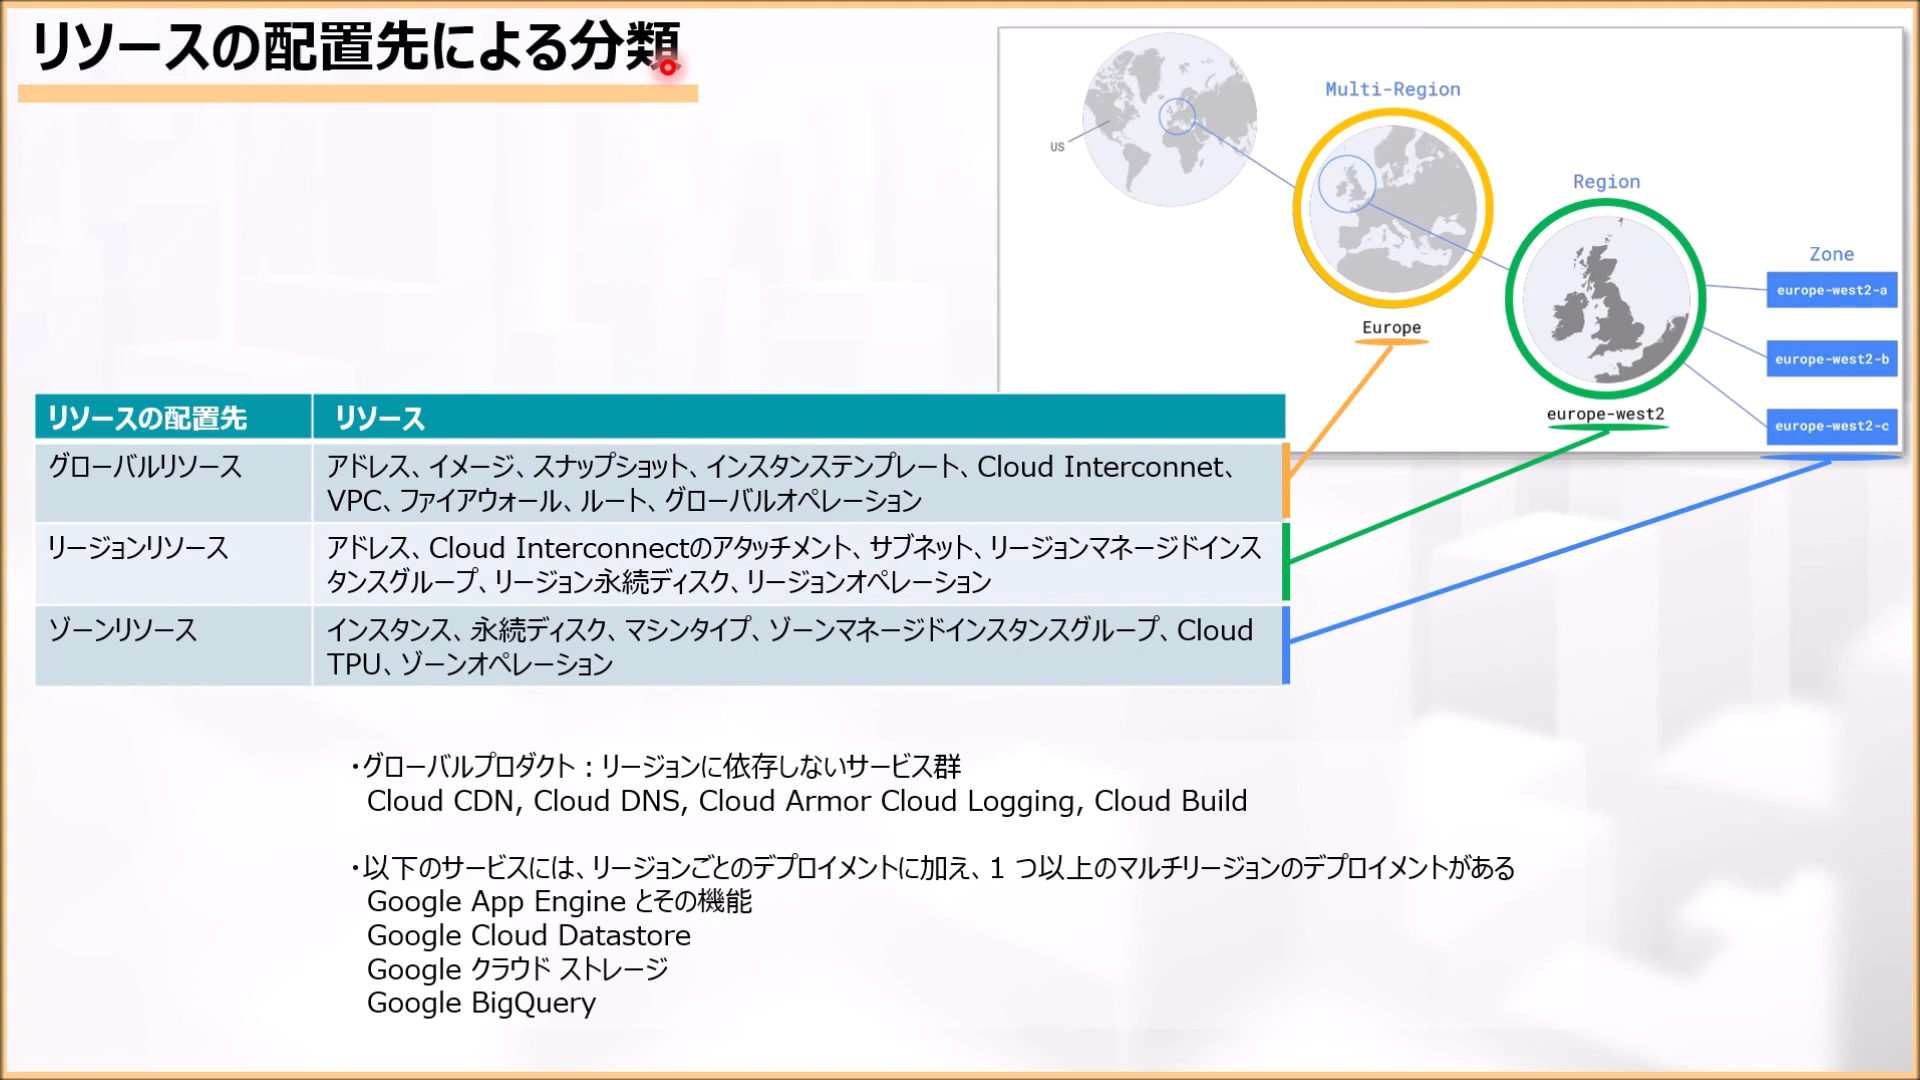 リソースの配置先による分類
US
Multi-Region
Europe
Region
europe-west2
Zone
europe-west2-a
europe-west2-b
europe-west2-c
リソースの配置先
リソース
グローバルリソース
アドレス、イメージ、スナップショット、インスタンステンプレート、Cloud Interconnet、
VPC、ファイアウォール、ルート、グローバルオペレーション
リージョンリソース
アドレス、Cloud Interconnectのアタッチメント、サブネット、リージョンマネージドインス
タンスグループ、リージョン永続ディスク、リージョンオペレーション
ゾーンリソース
インスタンス、永続ディスク、マシンタイプ、ゾーンマネージドインスタンスグループ、Cloud
TPU、ゾーンオペレーション
・グローバルプロダクト：リージョンに依存しないサービス群
Cloud CDN, Cloud DNS, Cloud Armor Cloud Logging, Cloud Build
・以下のサービスには、リージョンごとのデプロイメントに加え、1 つ以上のマルチリージョンのデプロイメントがある
Google App Engine とその機能
Google Cloud Datastore
Google クラウド ストレージ
Google BigQuery